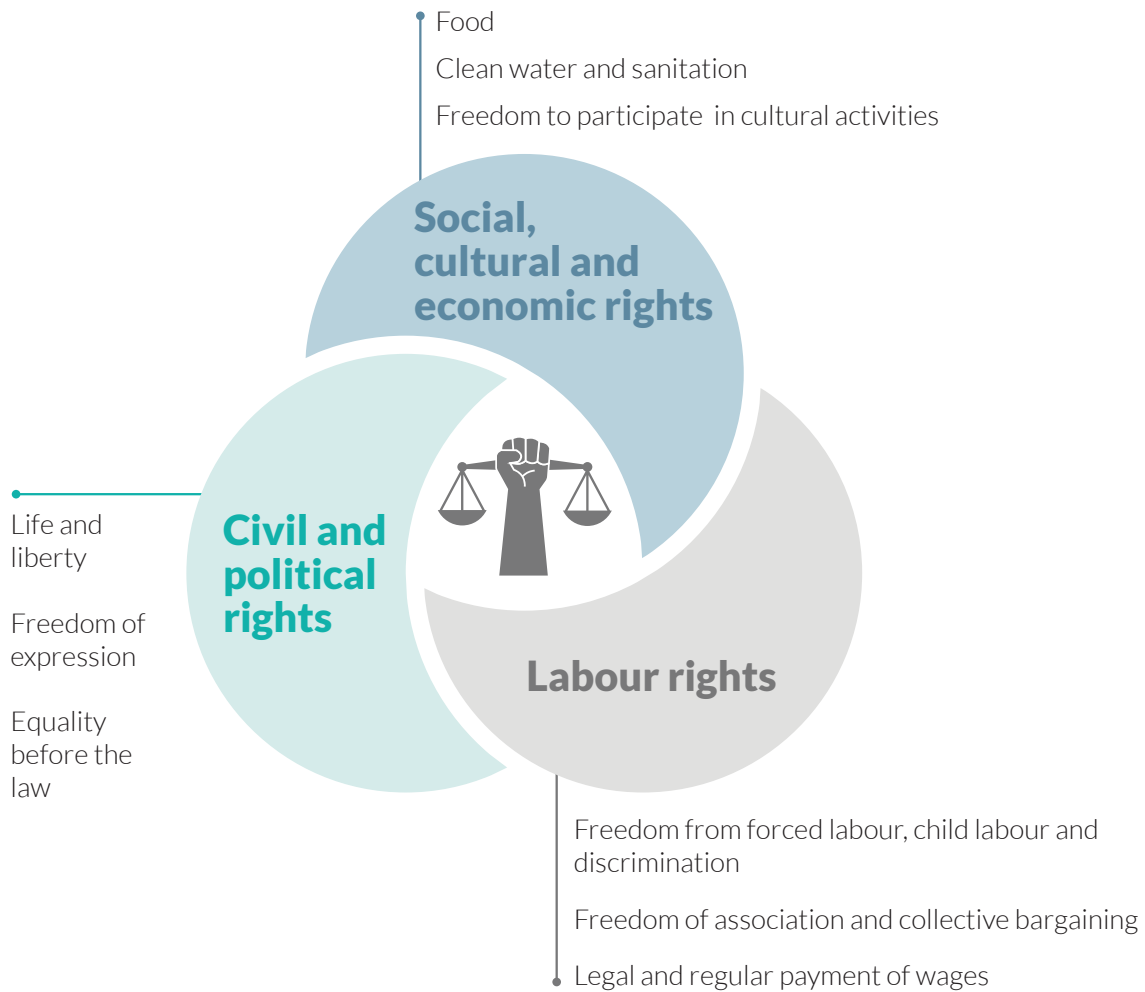 Food
Clean water and sanitation
Freedom to participate in cultural activities
Social,
cultural and
economic rights
Civil and
political
rights
Life and
liberty
Freedom of
expression
Equality
before the
law
Labour rights
Freedom from forced labour, child labour and
discrimination
Freedom of association and collective bargaining
Legal and regular payment of wages